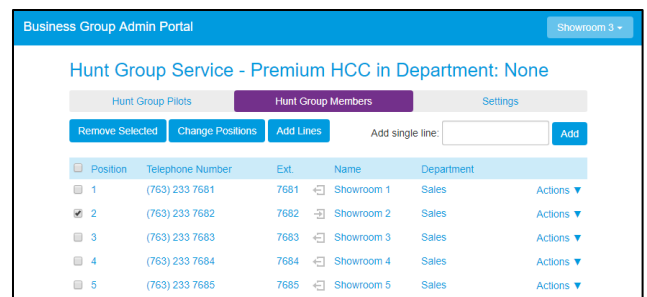 Business Group Admin Portal Showroom 3
Hunt Group Service - Premium HCC in Department: None
Hunt Group Pilots Hunt Group Members Settings
Remove Selected Change Positions Add Lines Add single line: Add
Position Telephone Number Ext. Name Department
1 (763) 233 7681 7681 Showroom 1 Sales Actions ▼
2 (763) 233 7682 7682 Showroom 2 Sales Actions ▼
3 (763) 233 7683 7683 Showroom 3 Sales Actions ▼
4 (763) 233 7684 7684 Showroom 4 Sales Actions ▼
5 (763) 233 7685 7685 Showroom 5 Sales Actions ▼